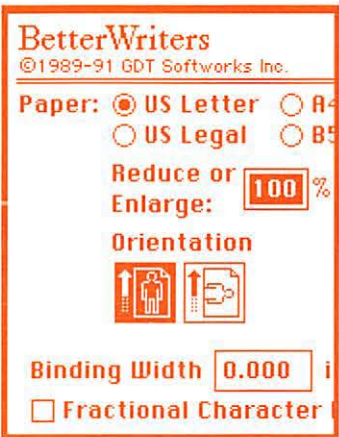 BetterWriters
©1989-91 GDT Softworks Inc.
Paper: US Letter A4
US Legal B5
Reduce or
Enlarge: 100 %
Orientation
Binding Width 0.000 i
Fractional Character